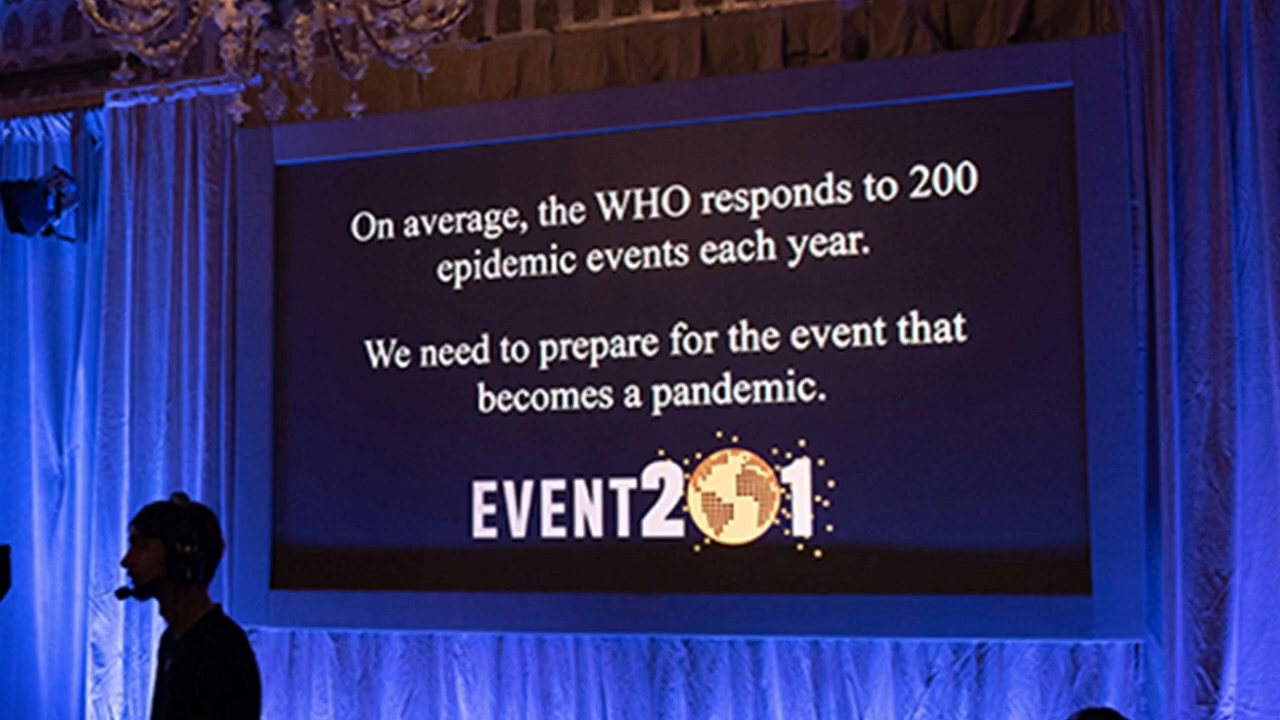 On average, the WHO responds to 200
epidemic events each year.
We need to prepare for the event that
becomes a pandemic.
EVENT201